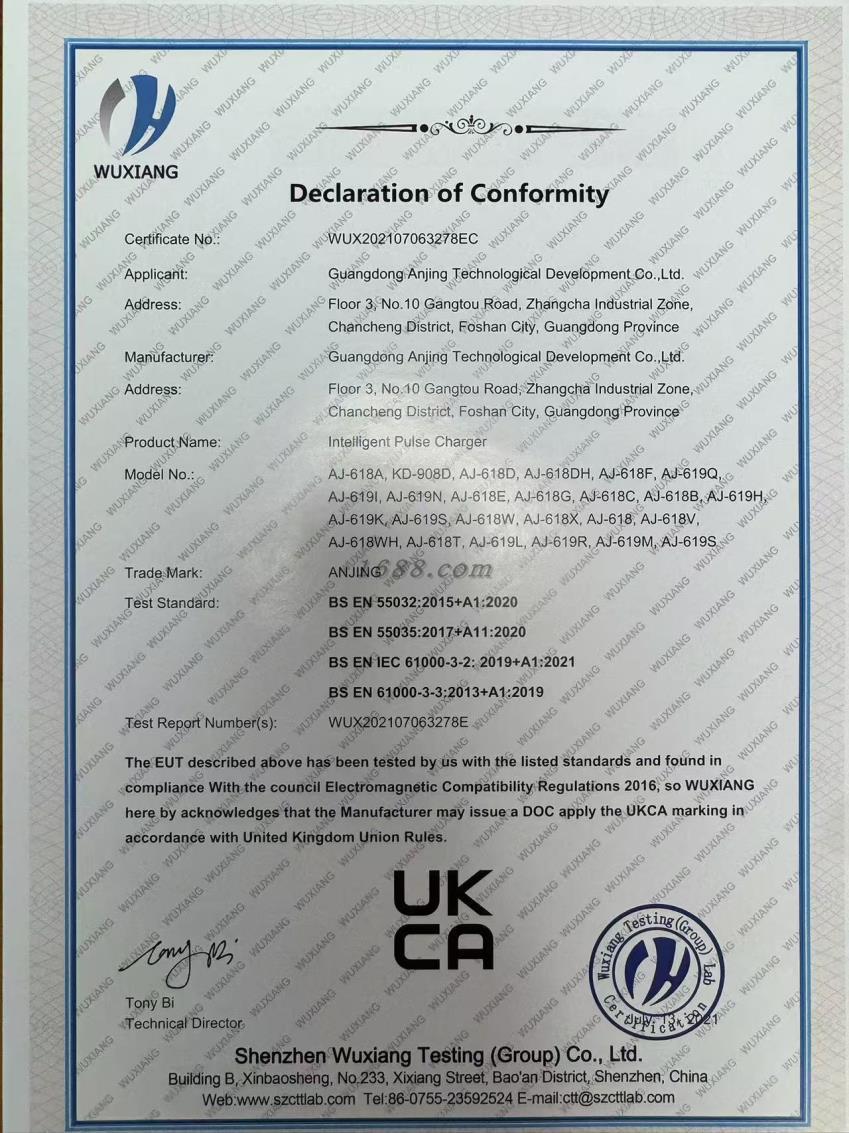 WUXIANG
Declaration of Conformity
Certificate No.: WUX202107063278EC
Applicant: Guangdong Anjing Technological Development Co.,Ltd.
Address: Floor 3, No.10 Gangtou Road, Zhangcha Industrial Zone,
Chancheng District, Foshan City, Guangdong Province
Manufacturer: Guangdong Anjing Technological Development Co.,Ltd.
Address: Floor 3, No.10 Gangtou Road, Zhangcha Industrial Zone,
Chancheng District, Foshan City, Guangdong Province
Product Name: Intelligent Pulse Charger
Model No.: AJ-618A, KD-908D, AJ-618D, AJ-618DH, AJ-618F, AJ-619Q,
AJ-619I, AJ-619N, AJ-618E, AJ-618G, AJ-618C, AJ-618B, AJ-619H,
AJ-619K, AJ-619S, AJ-618W, AJ-618X, AJ-618, AJ-618V,
AJ-618WH, AJ-618T, AJ-619L, AJ-619R, AJ-619M, AJ-619S
Trade Mark: ANJING
1688.com
Test Standard: BS EN 55032:2015+A1:2020
BS EN 55035:2017+A11:2020
BS EN IEC 61000-3-2: 2019+A1:2021
BS EN 61000-3-3:2013+A1:2019
Test Report Number(s): WUX202107063278E
The EUT described above has been tested by us with the listed standards and found in
compliance With the council Electromagnetic Compatibility Regulations 2016, so WUXIANG
here by acknowledges that the Manufacturer may issue a DOC apply the UKCA marking in
accordance with United Kingdom Union Rules.
UK
CA
Tony Bi
Tony Bi
Technical Director
Wuxiang Testing(Group) Lab
Certification
July 13, 2021
Shenzhen Wuxiang Testing (Group) Co., Ltd.
Building B, Xinbaosheng, No.233, Xixiang Street, Bao'an District, Shenzhen, China
Web:www.szcttlab.com Tel:86-0755-23592524 E-mail:ctt@szcttlab.com